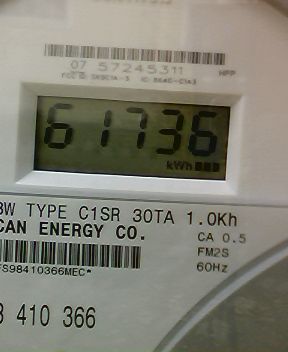 07 57245311
61736
kWh
3W TYPE C1SR 30TA 1.0Kh
CAN ENERGY CO.
CA 0.5
FM2S
60Hz
FS98410366MEC*
3 410 366